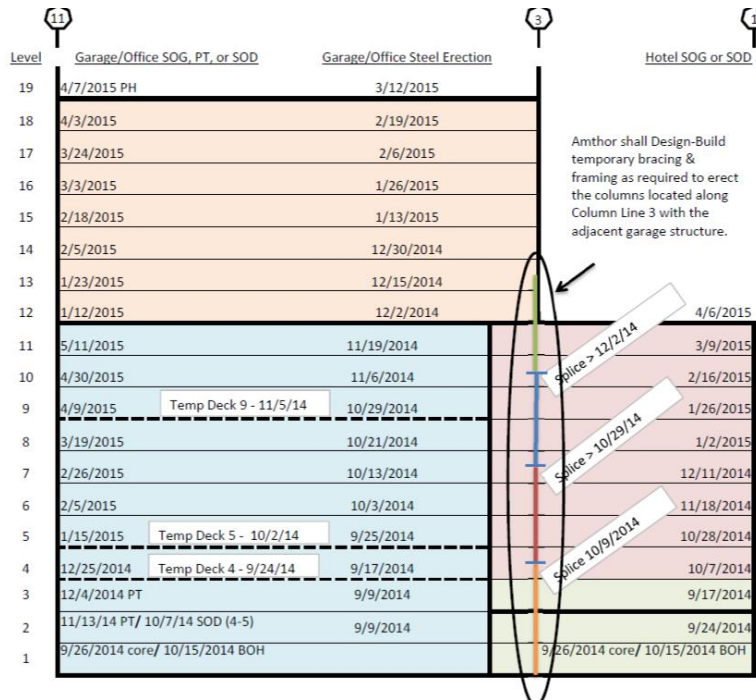 11 3 1
Level Garage/Office SOG, PT, or SOD Garage/Office Steel Erection Hotel SOG or SOD
19 4/7/2015 PH 3/12/2015
18 4/3/2015 2/19/2015
17 3/24/2015 2/6/2015
16 3/3/2015 1/26/2015
15 2/18/2015 1/13/2015
14 2/5/2015 12/30/2014
13 1/23/2015 12/15/2014
12 1/12/2015 12/2/2014 4/6/2015
Amthor shall Design-Build
temporary bracing &
framing as required to erect
the columns located along
Column Line 3 with the
adjacent garage structure.
11 5/11/2015 11/19/2014 3/9/2015
Splice > 12/2/14
10 4/30/2015 11/6/2014 2/16/2015
9 4/9/2015 Temp Deck 9 - 11/5/14 10/29/2014 1/26/2015
8 3/19/2015 10/21/2014 1/2/2015
Splice > 10/29/14
7 2/26/2015 10/13/2014 12/11/2014
6 2/5/2015 10/3/2014 11/18/2014
5 1/15/2015 Temp Deck 5 - 10/2/14 9/25/2014 10/28/2014
Splice 10/9/2014
4 12/25/2014 Temp Deck 4 - 9/24/14 9/17/2014 10/7/2014
3 12/4/2014 PT 9/9/2014 9/17/2014
2 11/13/14 PT/ 10/7/14 SOD (4-5) 9/9/2014 9/24/2014
1 9/26/2014 core/ 10/15/2014 BOH 9/26/2014 core/ 10/15/2014 BOH